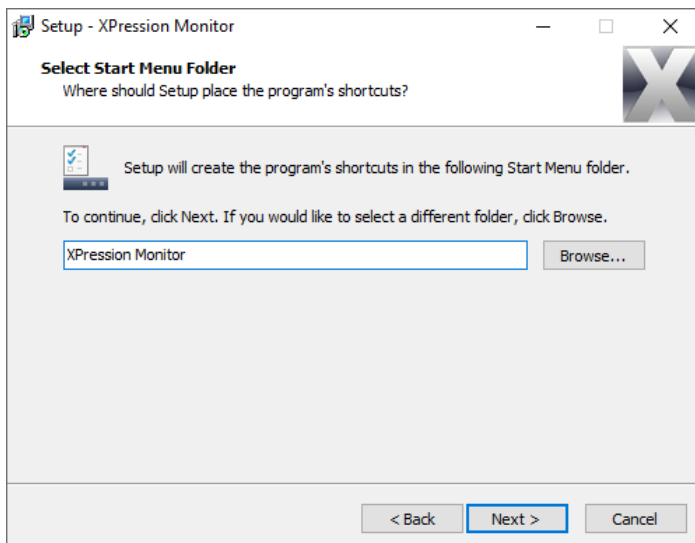 Setup - XPression Monitor
Select Start Menu Folder
Where should Setup place the program's shortcuts?
X
Setup will create the program's shortcuts in the following Start Menu folder.
To continue, click Next. If you would like to select a different folder, click Browse.
XPression Monitor
Browse...
< Back
Next >
Cancel